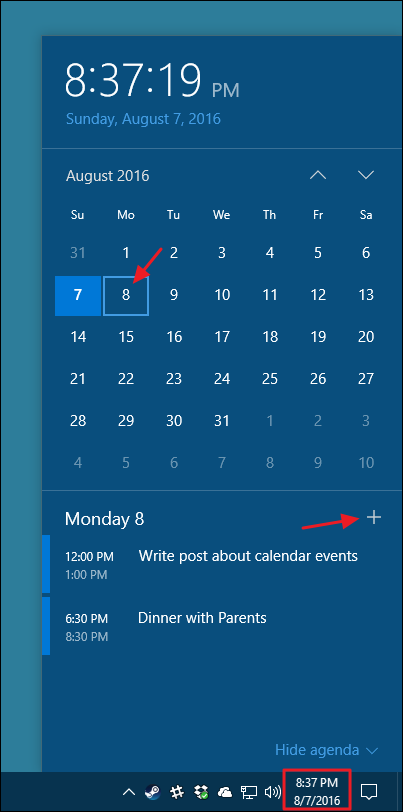 8:37:19 PM
Sunday, August 7, 2016
August 2016
Su Mo Tu We Th Fr Sa
31 1 2 3 4 5 6
7 8 9 10 11 12 13
14 15 16 17 18 19 20
21 22 23 24 25 26 27
28 29 30 31 1 2 3
4 5 6 7 8 9 10
Monday 8
12:00 PM Write post about calendar events
1:00 PM
6:30 PM Dinner with Parents
8:30 PM
Hide agenda
8:37 PM
8/7/2016